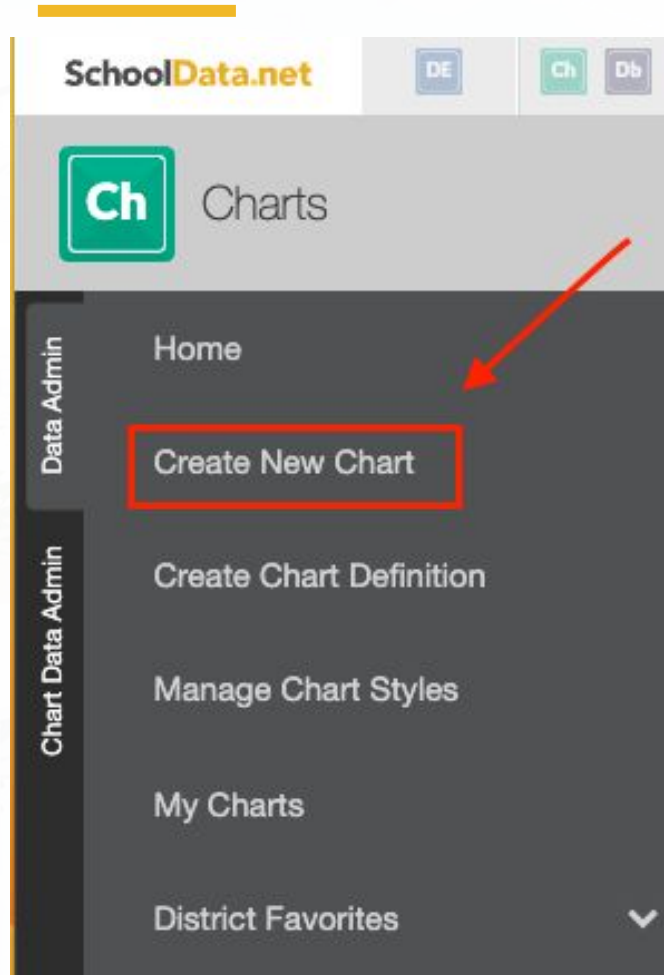 SchoolData.net DE Ch Db
Ch Charts
Data Admin
Chart Data Admin
Home
Create New Chart
Create Chart Definition
Manage Chart Styles
My Charts
District Favorites